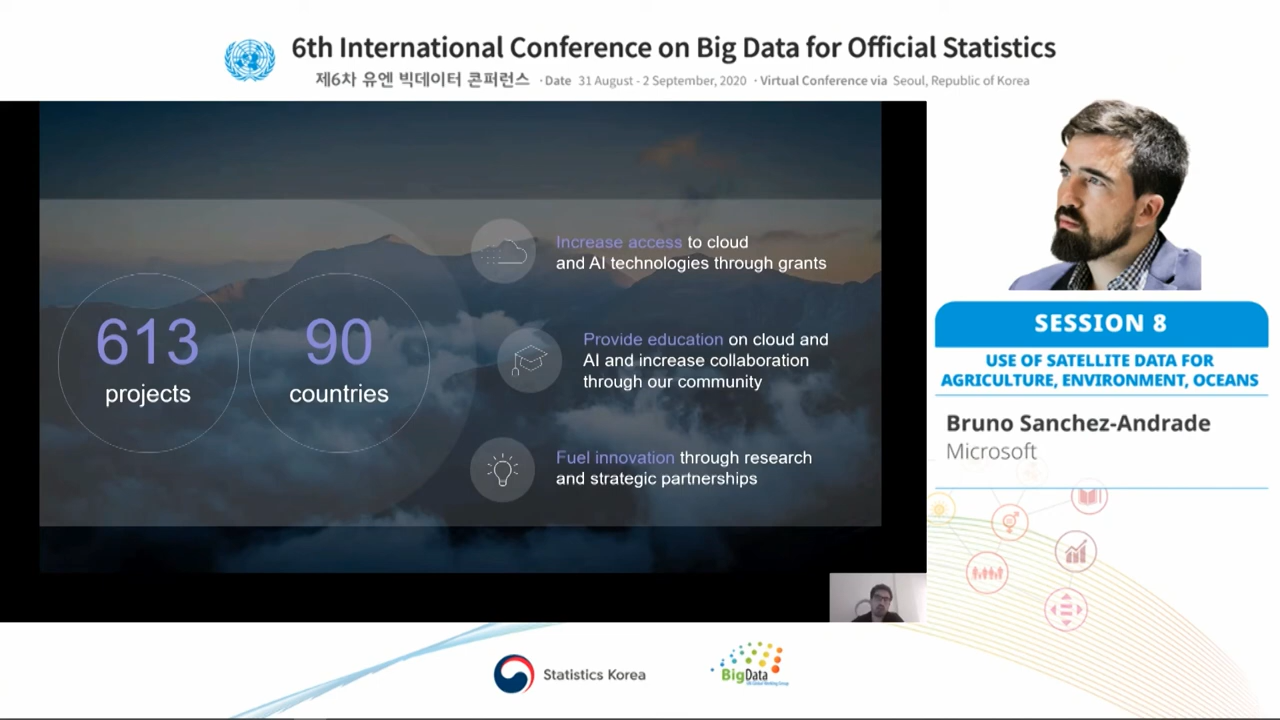 6th International Conference on Big Data for Official Statistics
제6차 유엔 빅데이터 콘퍼런스 · Date 31 August - 2 September, 2020 · Virtual Conference via Seoul, Republic of Korea
613
projects
90
countries
Increase access to cloud
and AI technologies through grants
Provide education on cloud and
AI and increase collaboration
through our community
Fuel innovation through research
and strategic partnerships
SESSION 8
USE OF SATELLITE DATA FOR
AGRICULTURE, ENVIRONMENT, OCEANS
Bruno Sanchez-Andrade
Microsoft
Statistics Korea
BigData
UN Global Working Group